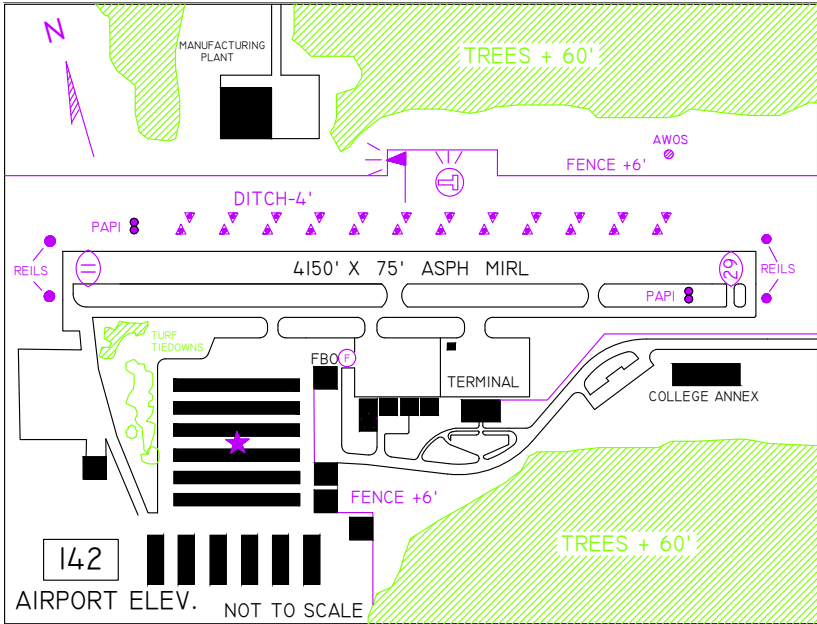 N
MANUFACTURING
PLANT
TREES + 60'
AWOS
FENCE +6'
DITCH-4'
PAPI
REILS
11
4150' X 75' ASPH MIRL
29
REILS
PAPI
TURF
TIEDOWNS
FBO
F
TERMINAL
COLLEGE ANNEX
FENCE +6'
TREES + 60'
142
AIRPORT ELEV.
NOT TO SCALE